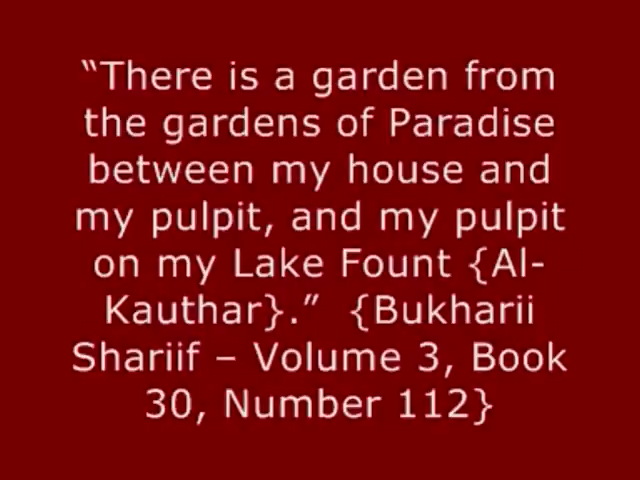 “There is a garden from
the gardens of Paradise
between my house and
my pulpit, and my pulpit
on my Lake Fount {Al-
Kauthar}.” {Bukharii
Shariif – Volume 3, Book
30, Number 112}